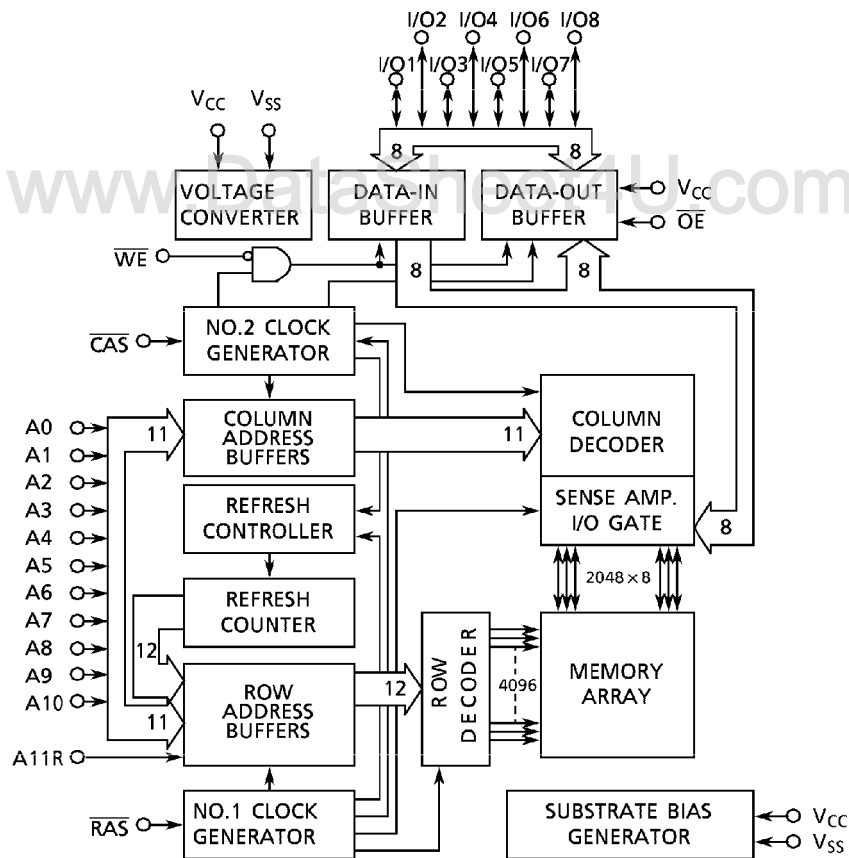 I/O2 I/O4 I/O6 I/O8
I/O1 I/O3 I/O5 I/O7
VCC VSS
8
www.DataSheet4U.com
VOLTAGE
CONVERTER
DATA-IN
BUFFER
DATA-OUT
BUFFER
VCC
OE
WE
8
8
CAS
NO.2 CLOCK
GENERATOR
A0
A1
A2
A3
A4
A5
A6
A7
A8
A9
A10
A11R
11
COLUMN
ADDRESS
BUFFERS
11
COLUMN
DECODER
REFRESH
CONTROLLER
SENSE AMP.
I/O GATE
8
2048 × 8
REFRESH
COUNTER
12
ROW
ADDRESS
BUFFERS
11
12
ROW
DECODER
4096
MEMORY
ARRAY
RAS
NO.1 CLOCK
GENERATOR
SUBSTRATE BIAS
GENERATOR
VCC
VSS